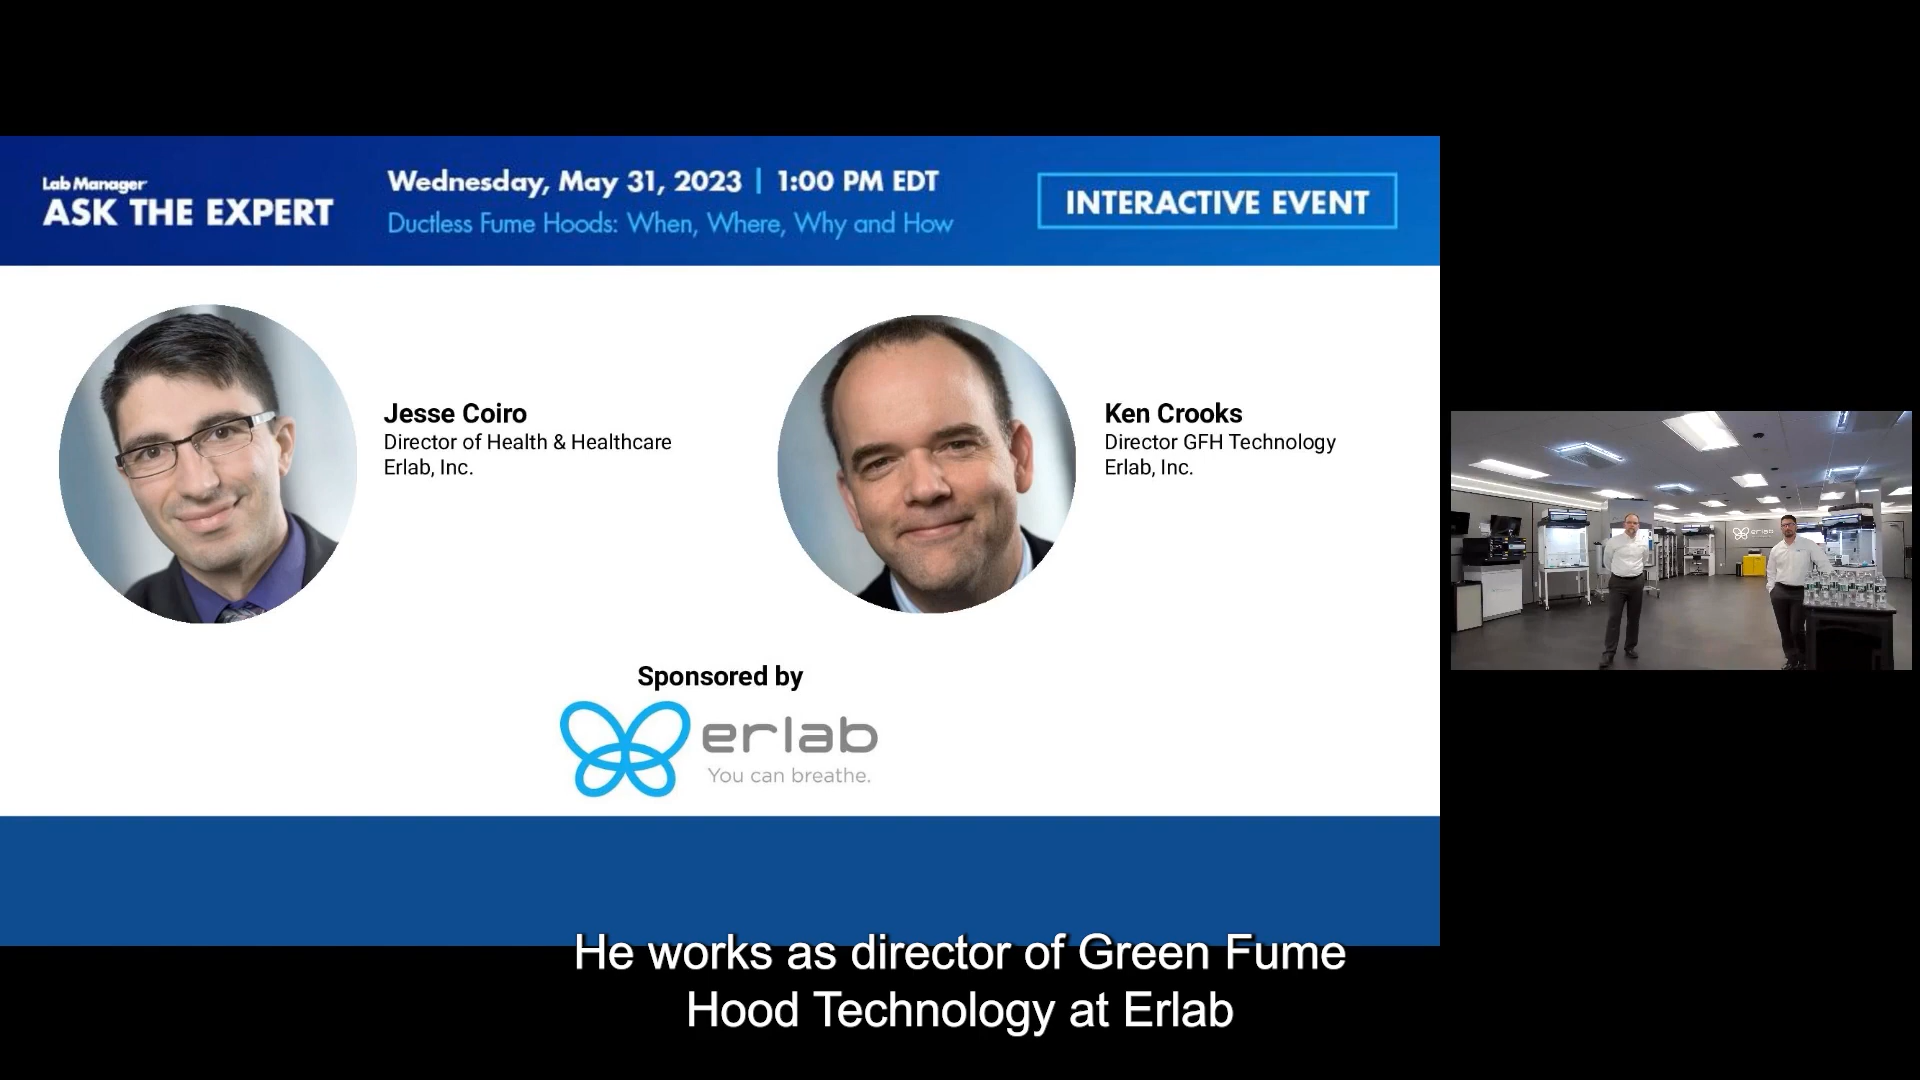 Lab Manager
ASK THE EXPERT
Wednesday, May 31, 2023 | 1:00 PM EDT
Ductless Fume Hoods: When, Where, Why and How
INTERACTIVE EVENT
Jesse Coiro
Director of Health & Healthcare
Erlab, Inc.
Ken Crooks
Director GFH Technology
Erlab, Inc.
erlab
Sponsored by
erlab
You can breathe.
He works as director of Green Fume
Hood Technology at Erlab